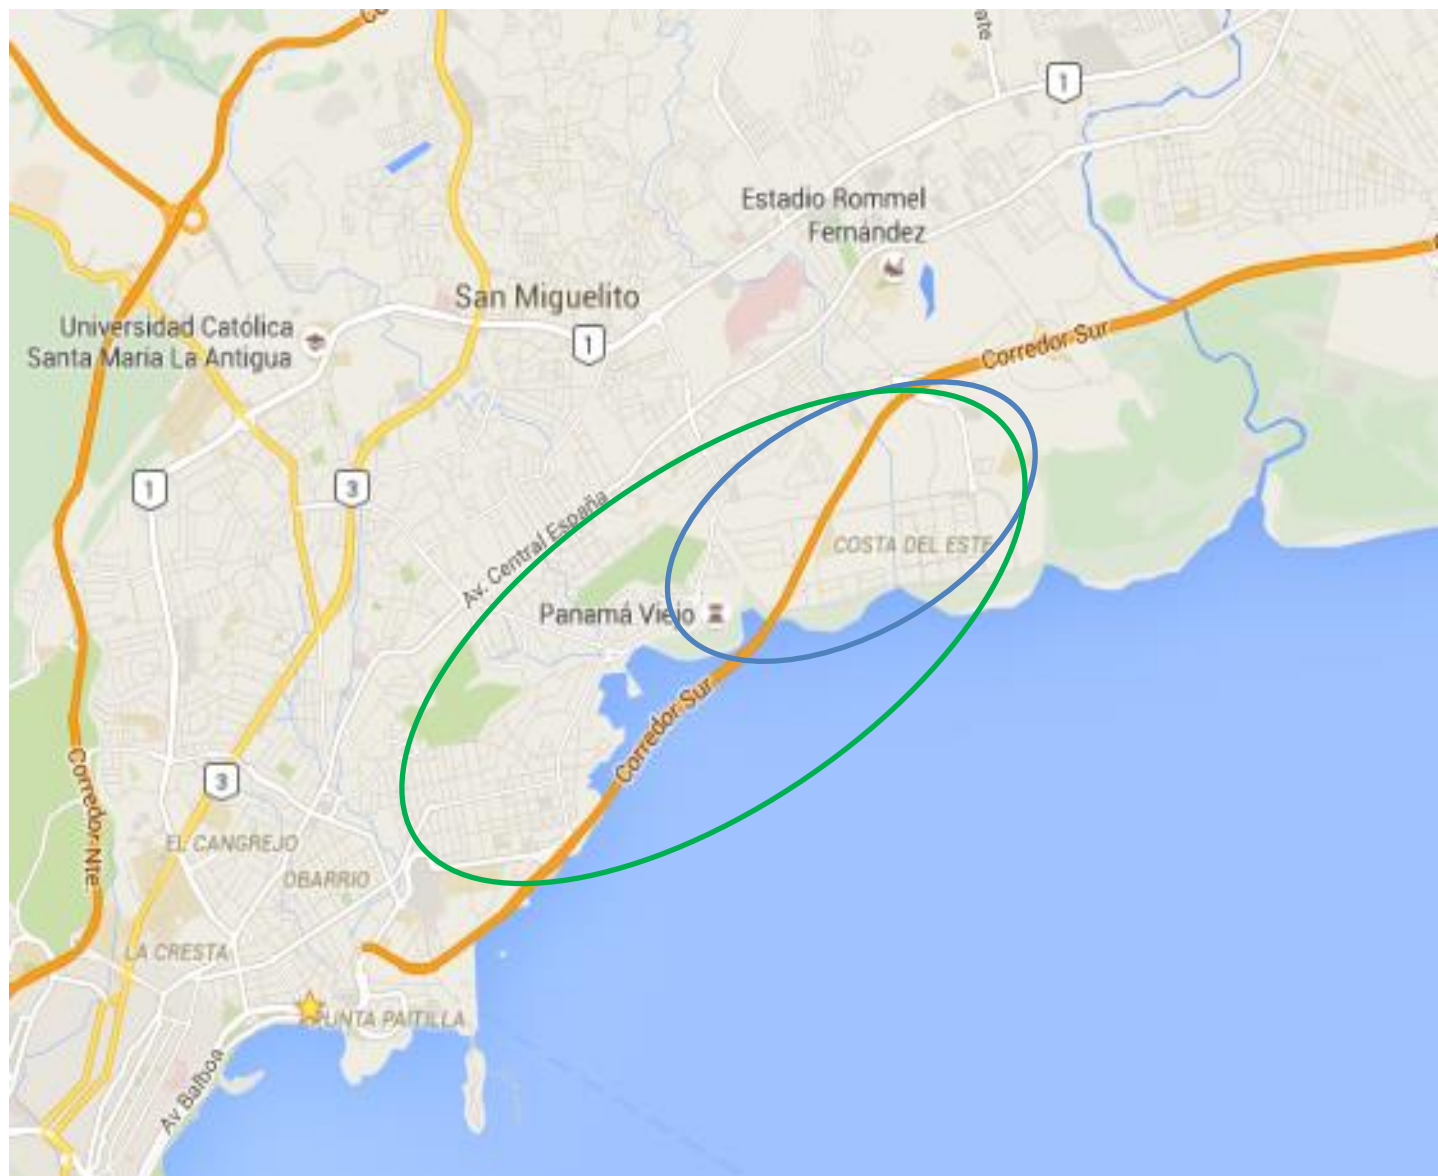 1
Estadio Rommel
Fernández
San Miguelito
1
Universidad Católica
Santa Maria La Antigua
Corredor Sur
1
3
Av. Central España
COSTA DEL ESTE
Panamá Viejo
Corredor Sur
Corredor Nte
3
EL CANGREJO
OBARRIO
LA CRESTA
PUNTA PAITILLA
Av Balboa